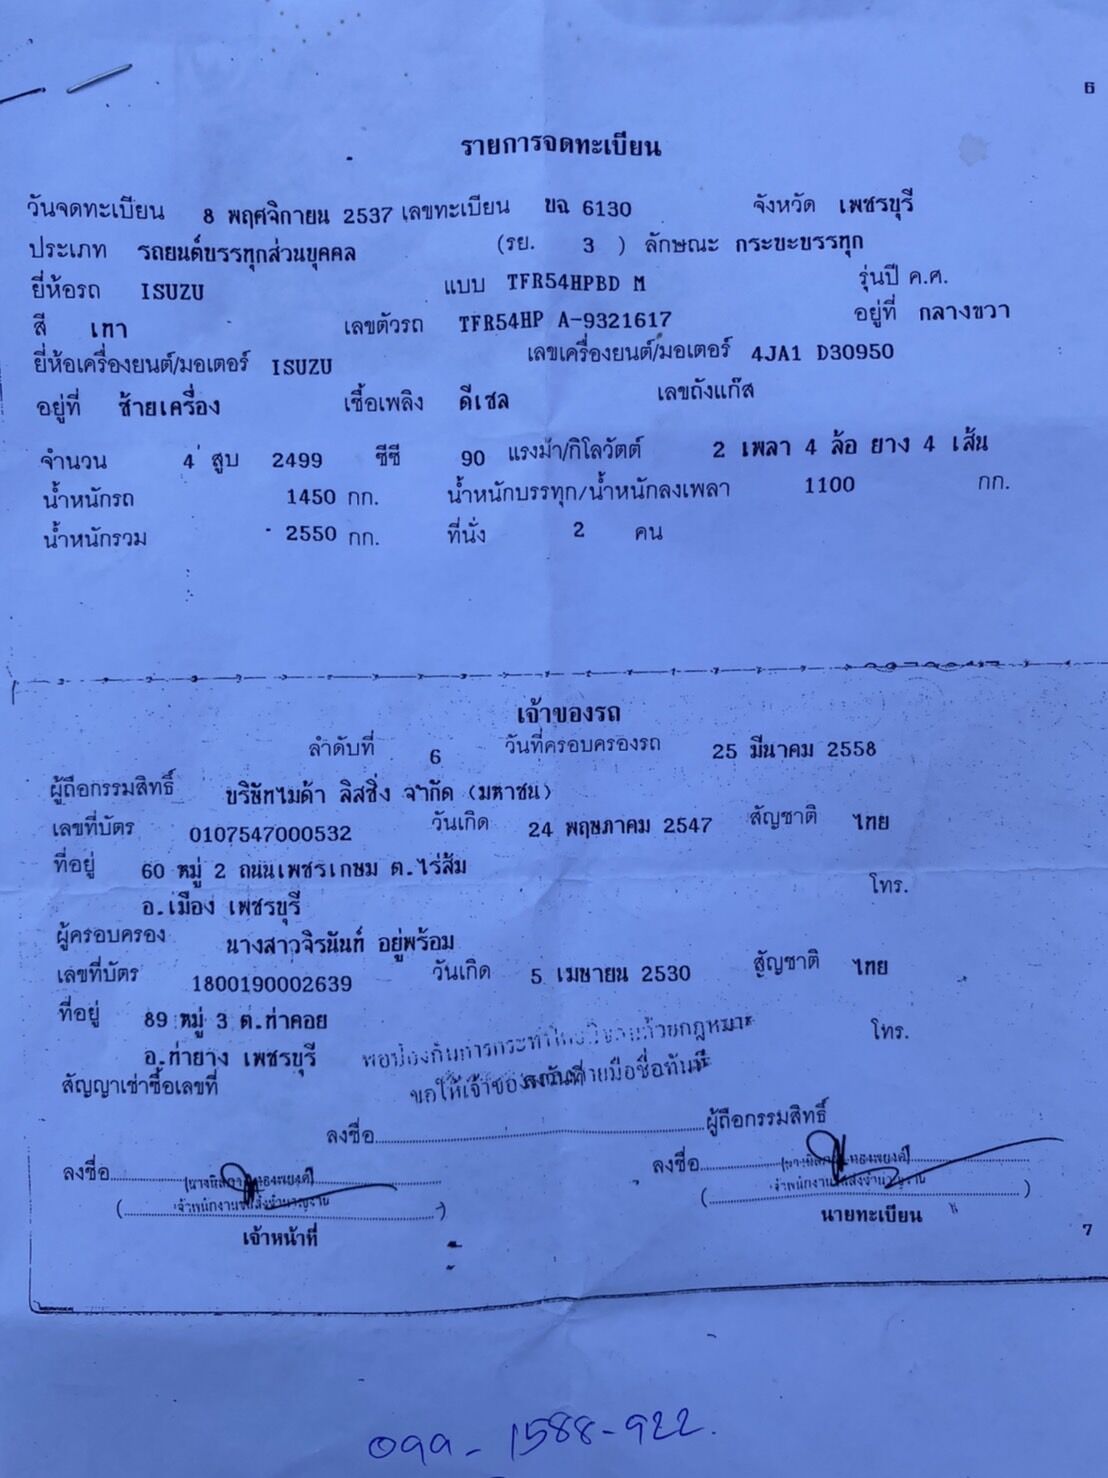 6
รายการจดทะเบียน
วันจดทะเบียน 8 พฤศจิกายน 2537 เลขทะเบียน ขฉ 6130 จังหวัด เพชรบุรี
ประเภท รถยนต์บรรทุกส่วนบุคคล (รย. 3 ) ลักษณะ กระบะบรรทุก
ยี่ห้อรถ ISUZU แบบ TFR54HPBD M รุ่นปี ค.ศ.
สี เทา เลขตัวรถ TFR54HP A-9321617 อยู่ที่ กลางขวา
ยี่ห้อเครื่องยนต์/มอเตอร์ ISUZU เลขเครื่องยนต์/มอเตอร์ 4JA1 D30950
อยู่ที่ ซ้ายเครื่อง เชื้อเพลิง ดีเซล เลขถังแก๊ส
จำนวน 4 สูบ 2499 ซีซี 90 แรงม้า/กิโลวัตต์ 2 เพลา 4 ล้อ ยาง 4 เส้น
น้ำหนักรถ 1450 กก. น้ำหนักบรรทุก/น้ำหนักลงเพลา 1100 กก.
น้ำหนักรวม 2550 กก. ที่นั่ง 2 คน
เจ้าของรถ
ลำดับที่ 6 วันที่ครอบครองรถ 25 มีนาคม 2558
ผู้ถือกรรมสิทธิ์ บริษัทไมด้า ลิสซิ่ง จำกัด (มหาชน)
เลขที่บัตร 0107547000532 วันเกิด 24 พฤษภาคม 2547 สัญชาติ ไทย
ที่อยู่ 60 หมู่ 2 ถนนเพชรเกษม ต.ไร่ส้ม
อ.เมือง เพชรบุรี โทร.
ผู้ครอบครอง นางสาวจิรนันท์ อยู่พร้อม
เลขที่บัตร 1800190002639 วันเกิด 5 เมษายน 2530 สัญชาติ ไทย
ที่อยู่ 89 หมู่ 3 ต.ท่าคอย โทร.
อ.ท่ายาง เพชรบุรี
สัญญาเช่าซื้อเลขที่
ลงชื่อ ผู้ถือกรรมสิทธิ์
ลงชื่อ ลงชื่อ
เจ้าหน้าที่ นายทะเบียน
7
099-1588-922.